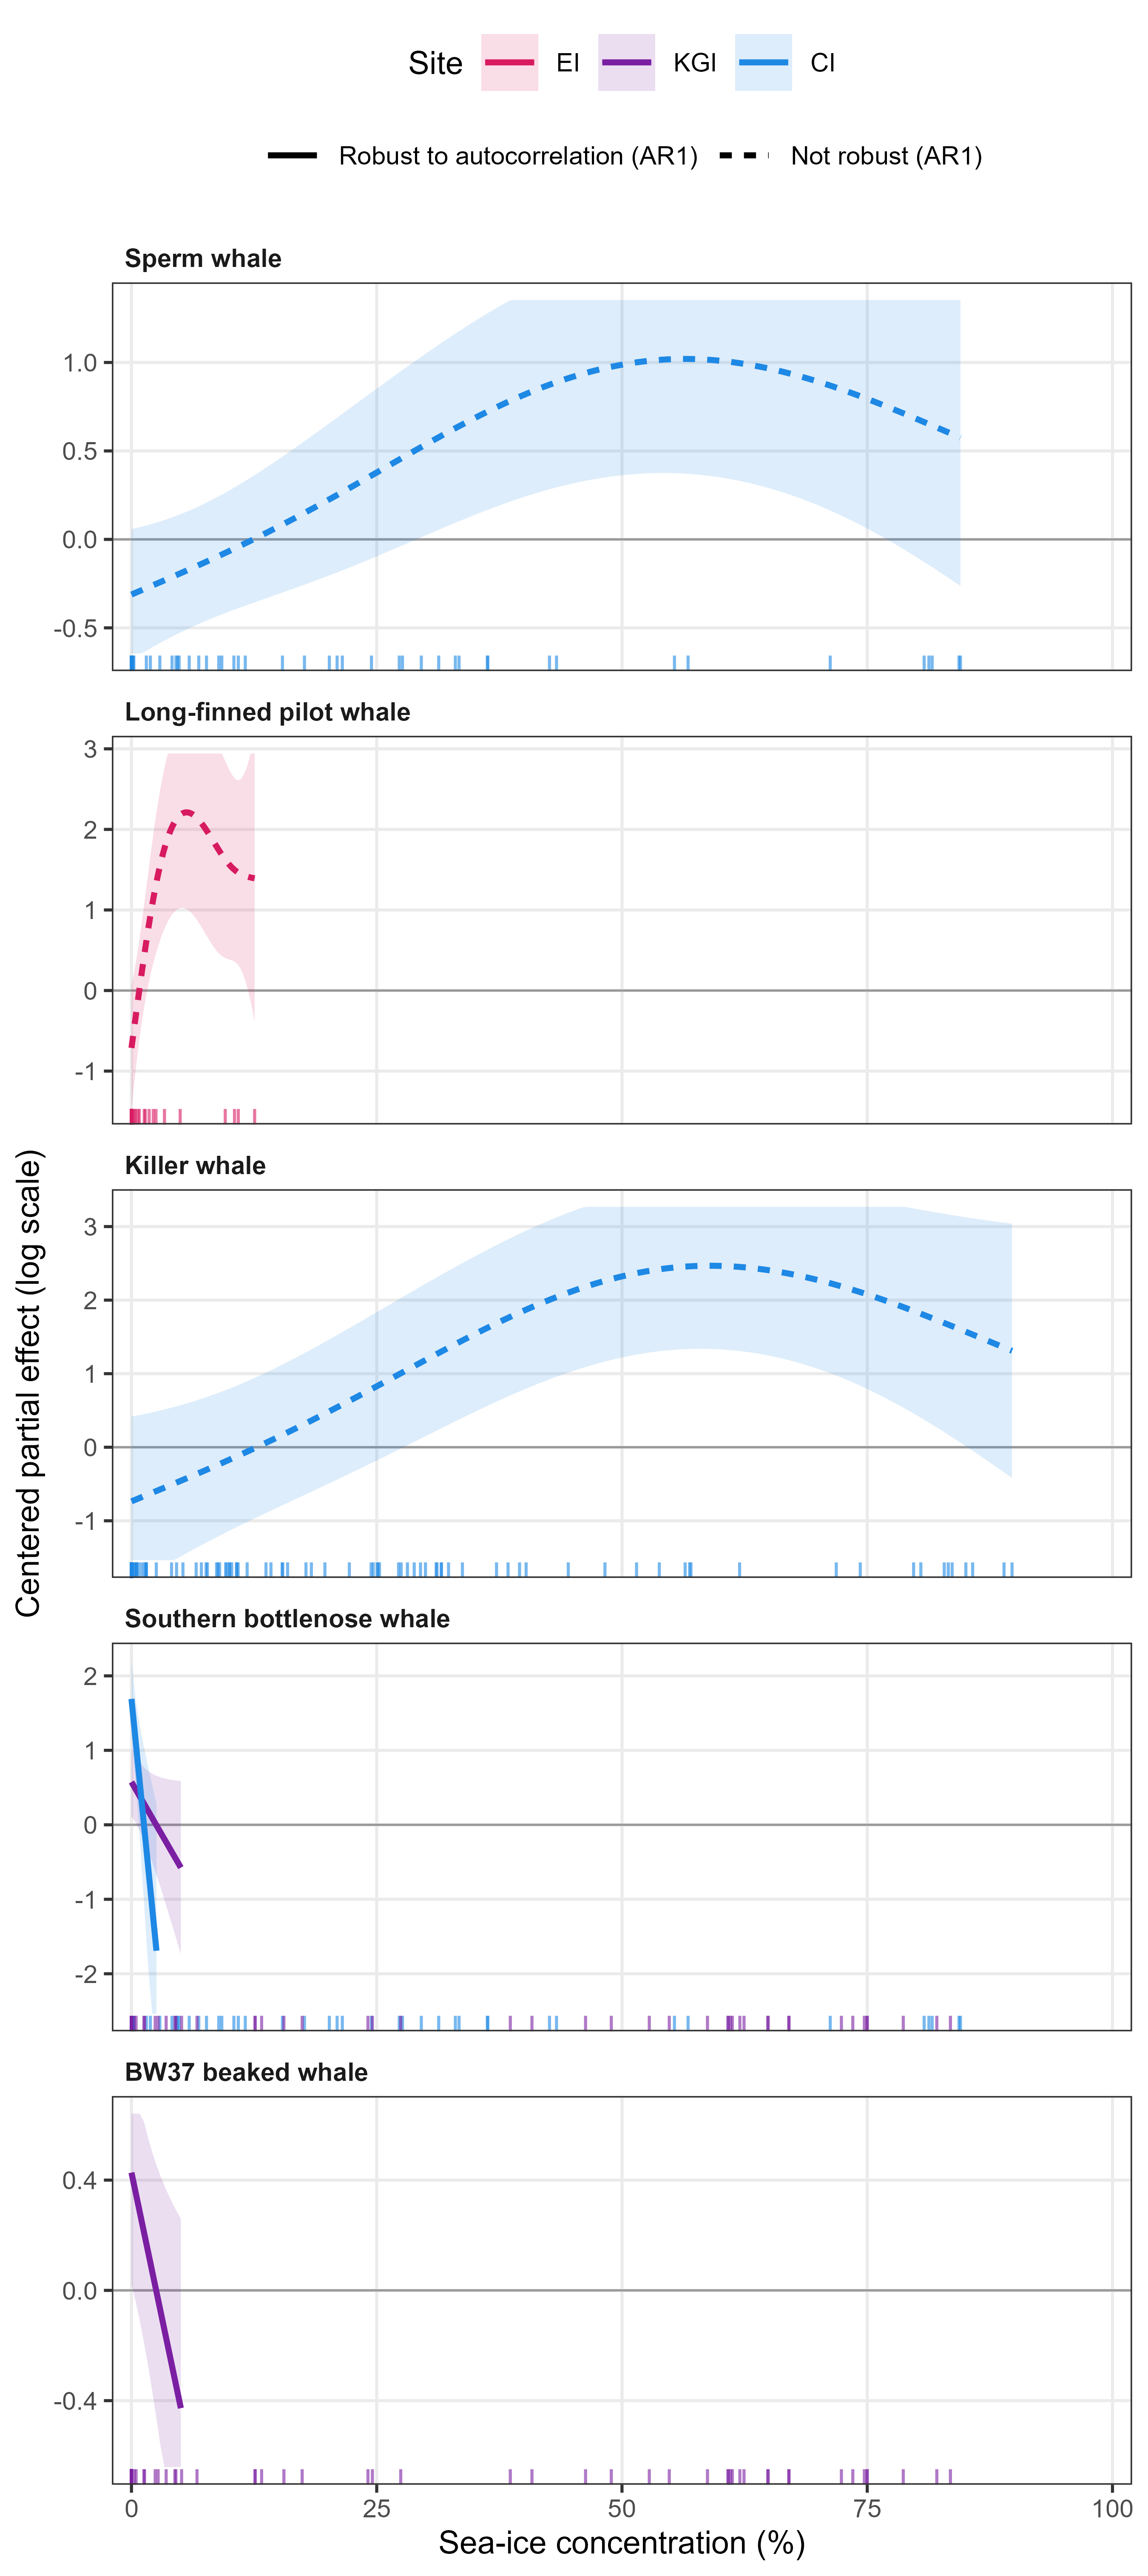 Site EI KGI CI
Robust to autocorrelation (AR1) Not robust (AR1)
Sperm whale
1.0
0.5
0.0
-0.5
Long-finned pilot whale
3
2
1
0
-1
Centered partial effect (log scale)
Killer whale
3
2
1
0
-1
Southern bottlenose whale
2
1
0
-1
-2
BW37 beaked whale
0.4
0.0
-0.4
0 25 50 75 100
Sea-ice concentration (%)